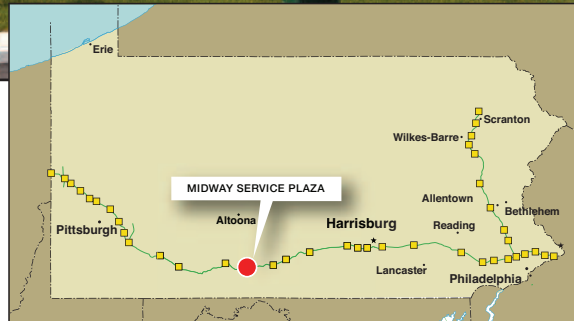 Erie
Scranton
Wilkes-Barre
MIDWAY SERVICE PLAZA
Allentown
Bethlehem
Altoona
Harrisburg
Reading
Pittsburgh
Lancaster
Philadelphia